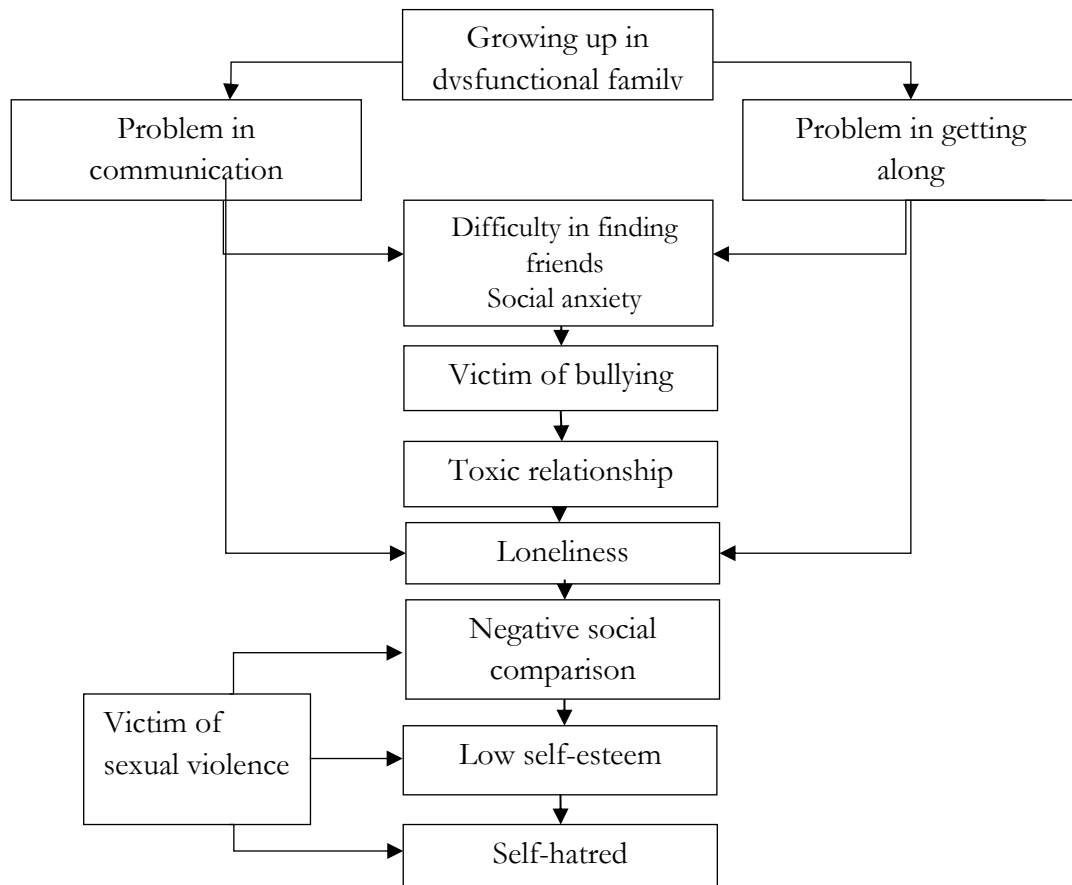 Growing up in
dysfunctional family
Problem in
communication
Problem in getting
along
Difficulty in finding
friends
Social anxiety
Victim of bullying
Toxic relationship
Loneliness
Negative social
comparison
Victim of
sexual violence
Low self-esteem
Self-hatred